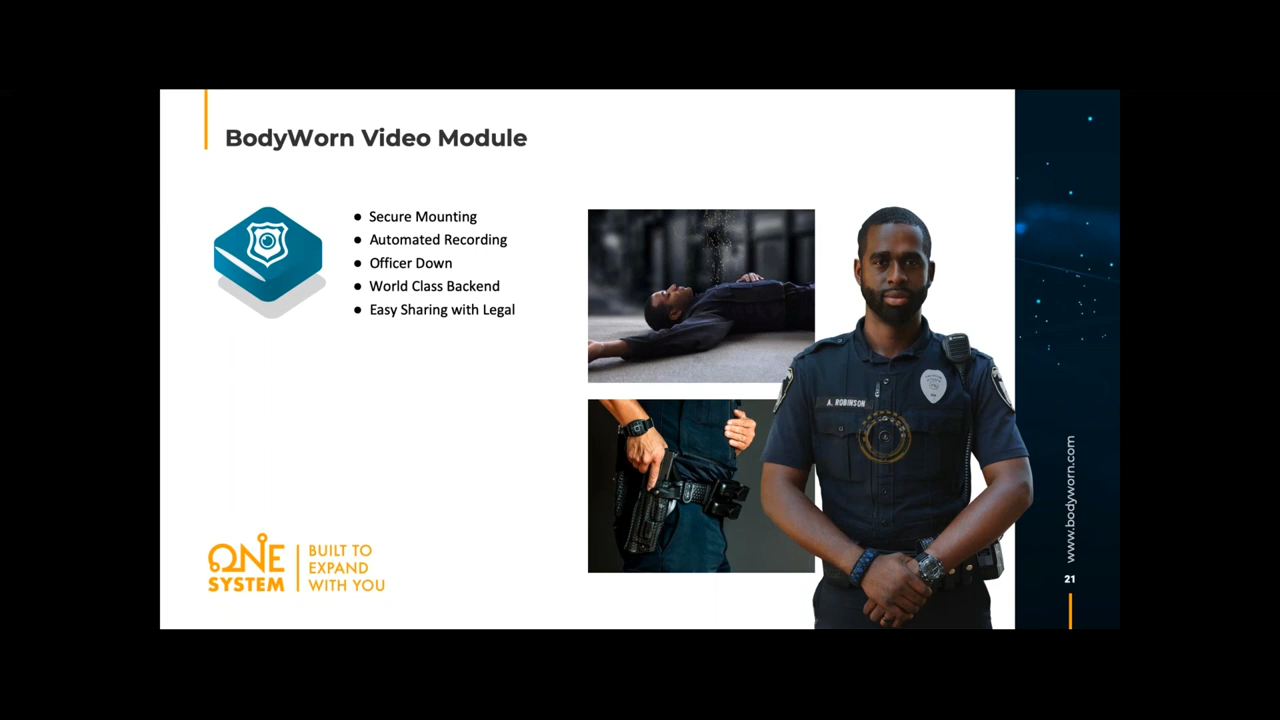 BodyWorn Video Module
● Secure Mounting
● Automated Recording
● Officer Down
● World Class Backend
● Easy Sharing with Legal
A. ROBINSON
ONE
SYSTEM
BUILT TO
EXPAND
WITH YOU
www.bodyworn.com
21